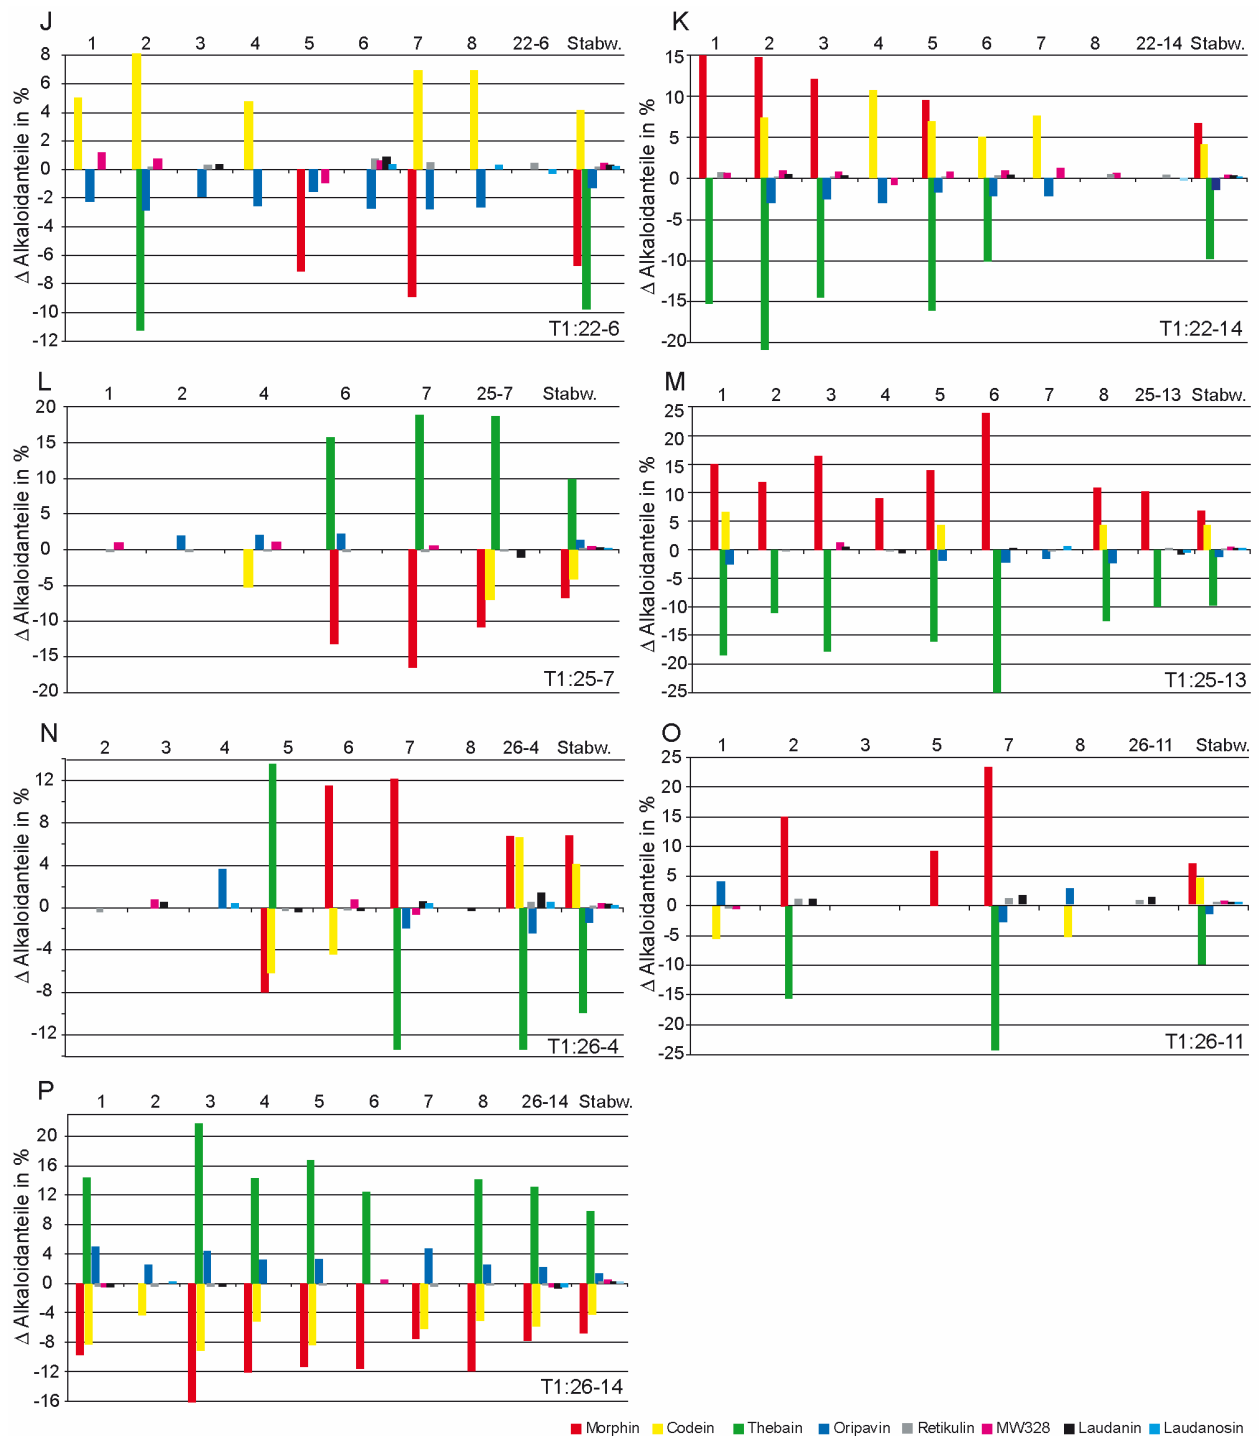 J
1 2 3 4 5 6 7 8 22-6 Stabw.
8
6
4
2
0
-2
-4
-6
-8
-10
-12
Δ Alkaloidanteile in %
T1:22-6
K
1 2 3 4 5 6 7 8 22-14 Stabw.
15
10
5
0
-5
-10
-15
-20
Δ Alkaloidanteile in %
T1:22-14
L
1 2 4 6 7 25-7 Stabw.
20
15
10
5
0
-5
-10
-15
-20
Δ Alkaloidanteile in %
T1:25-7
M
1 2 3 4 5 6 7 8 25-13 Stabw.
25
20
15
10
5
0
-5
-10
-15
-20
-25
Δ Alkaloidanteile in %
T1:25-13
N
2 3 4 5 6 7 8 26-4 Stabw.
12
8
4
0
-4
-8
-12
Δ Alkaloidanteile in %
T1:26-4
O
1 2 3 5 7 8 26-11 Stabw.
25
20
15
10
5
0
-5
-10
-15
-20
-25
Δ Alkaloidanteile in %
T1:26-11
P
1 2 3 4 5 6 7 8 26-14 Stabw.
20
16
12
8
4
0
-4
-8
-12
-16
Δ Alkaloidanteile in %
T1:26-14
Morphin Codein Thebain Oripavin Retikulin MW328 Laudanin Laudanosin